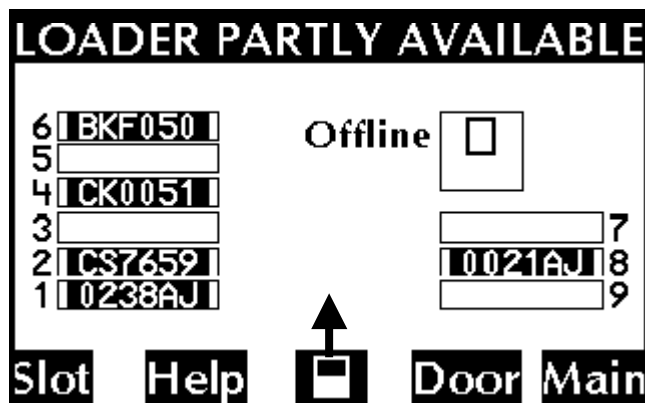 LOADER PARTLY AVAILABLE
6 BKF050
Offline
5
4 CK0051
3
7
2 CS7659
0021AJ 8
1 0238AJ
9
Slot Help Door Main